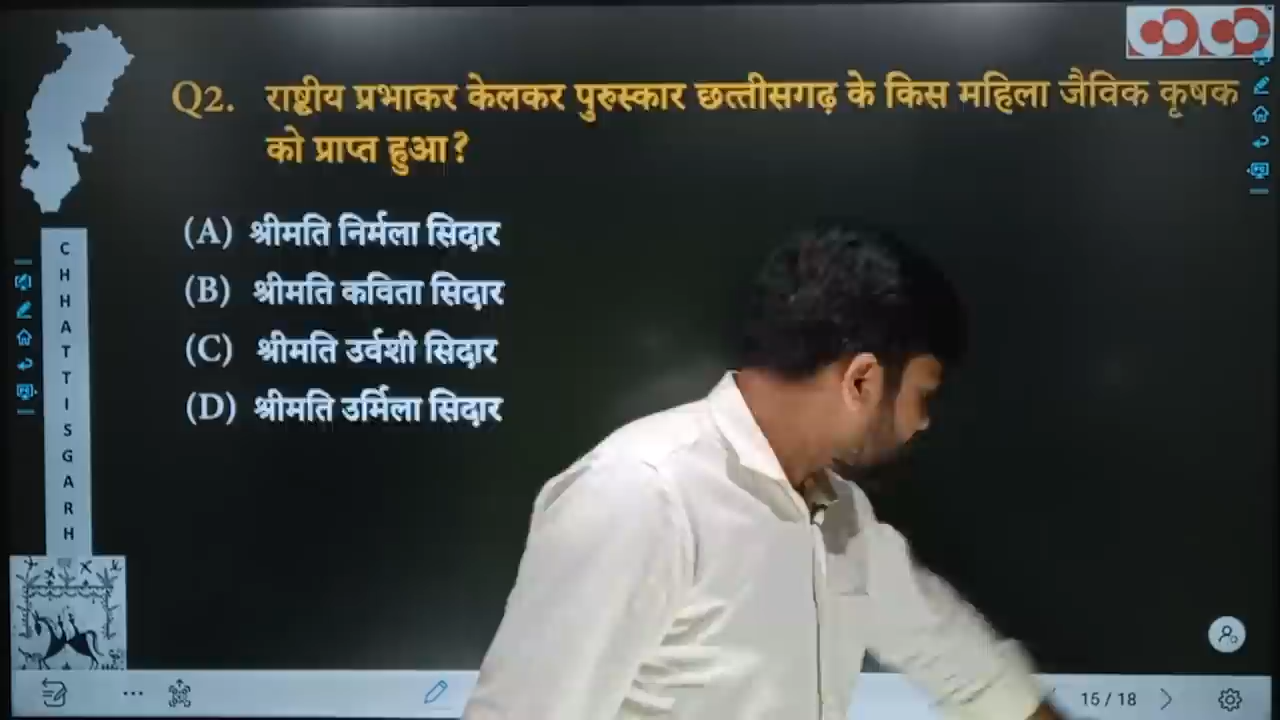 Q2. राष्ट्रीय प्रभाकर केलकर पुरुस्कार छत्तीसगढ़ के किस महिला जैविक कृषक
को प्राप्त हुआ?
(A) श्रीमति निर्मला सिदार
(B) श्रीमति कविता सिदार
(C) श्रीमति उर्वशी सिदार
(D) श्रीमति उर्मिला सिदार
CHHATTISGARH
15 / 18